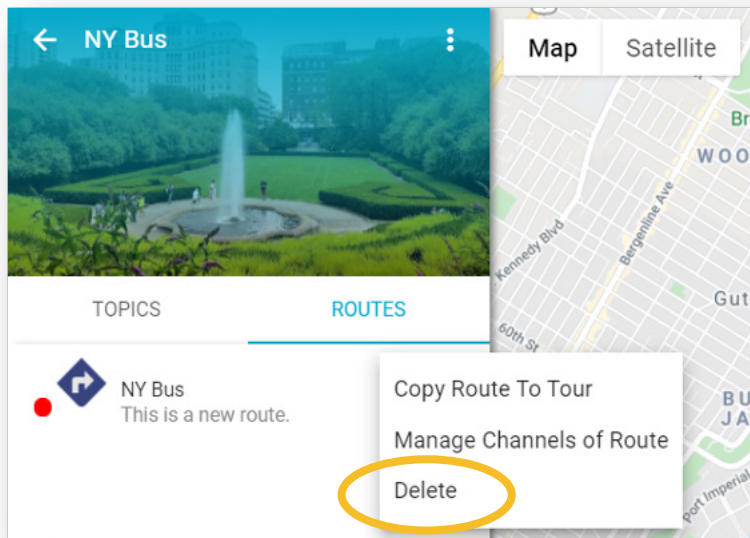 NY Bus
Map
Satellite
Br
WOO
Bergenline Ave
Kennedy Blvd
Gut
60th St
TOPICS
ROUTES
NY Bus
This is a new route.
Copy Route To Tour
Manage Channels of Route
Delete
BU
JA
Port Imperial